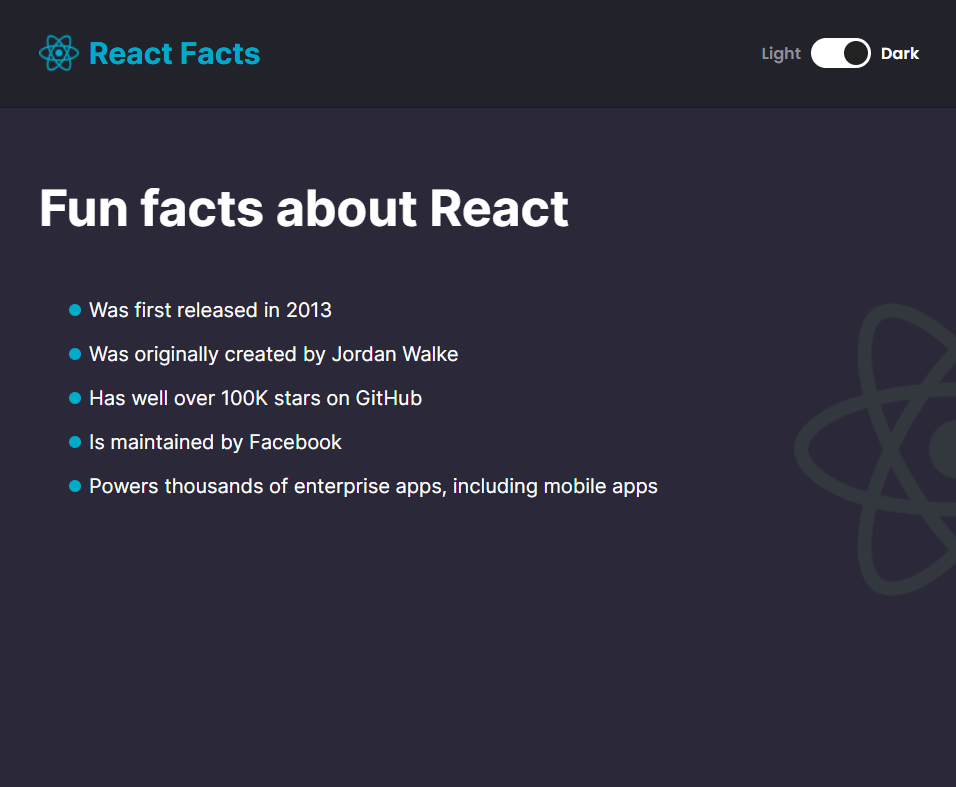 React Facts
Light Dark
Fun facts about React
Was first released in 2013
Was originally created by Jordan Walke
Has well over 100K stars on GitHub
Is maintained by Facebook
Powers thousands of enterprise apps, including mobile apps